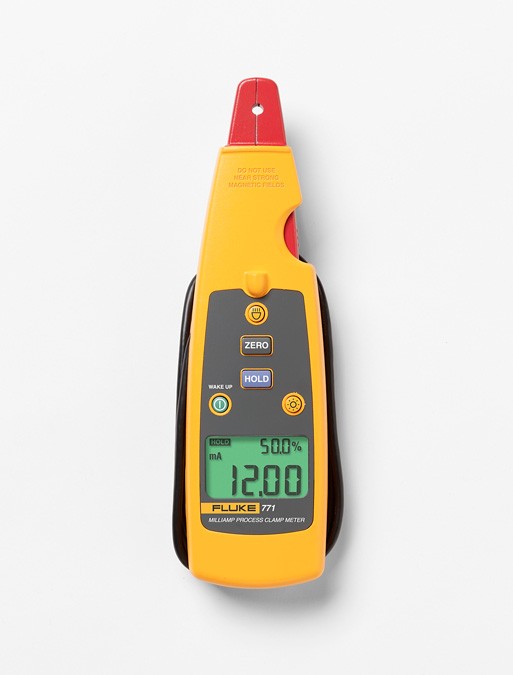 DO NOT USE
NEAR STRONG
MAGNETIC FIELDS
ZERO
HOLD
WAKE UP
HOLD 50.0%
mA
12.00
FLUKE 771
MILLIAMP PROCESS CLAMP METER